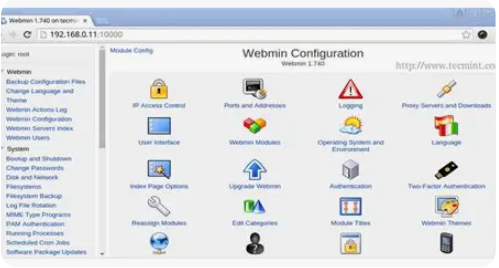 Webmin 1.740 on tecmin
192.168.0.11:10000
Login: root
Webmin
Backup Configuration Files
Change Language and
Theme
Webmin Actions Log
Webmin Configuration
Webmin Servers Index
Webmin Users
System
Bootup and Shutdown
Change Passwords
Disk and Network
Filesystems
Filesystem Backup
Log File Rotation
MIME Type Programs
PAM Authentication
Running Processes
Scheduled Cron Jobs
Software Package Updates
Module Config
Webmin Configuration
Webmin 1.740
http://www.tecmint.co
IP Access Control
Ports and Addresses
Logging
Proxy Servers and Downloads
User Interface
Webmin Modules
Operating System and
Environment
Language
Index Page Options
Upgrade Webmin
Authentication
Two-Factor Authentication
Reassign Modules
Edit Categories
Module Titles
Webmin Themes